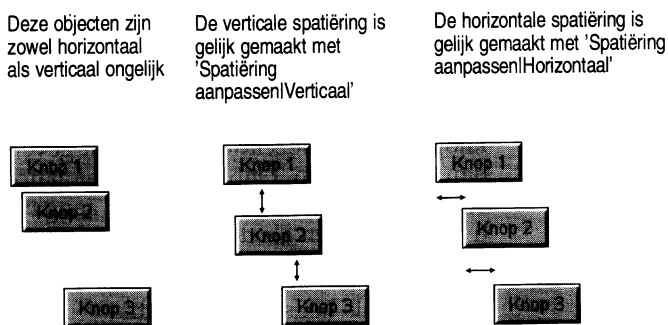 Deze objecten zijn
zowel horizontaal
als verticaal ongelijk
De verticale spatiëring is
gelijk gemaakt met
'Spatiëring
aanpassen|Verticaal'
De horizontale spatiëring is
gelijk gemaakt met 'Spatiëring
aanpassen|Horizontaal'
Knop 1
Knop 2
Knop 3
Knop 1
Knop 2
Knop 3
Knop 1
Knop 2
Knop 3